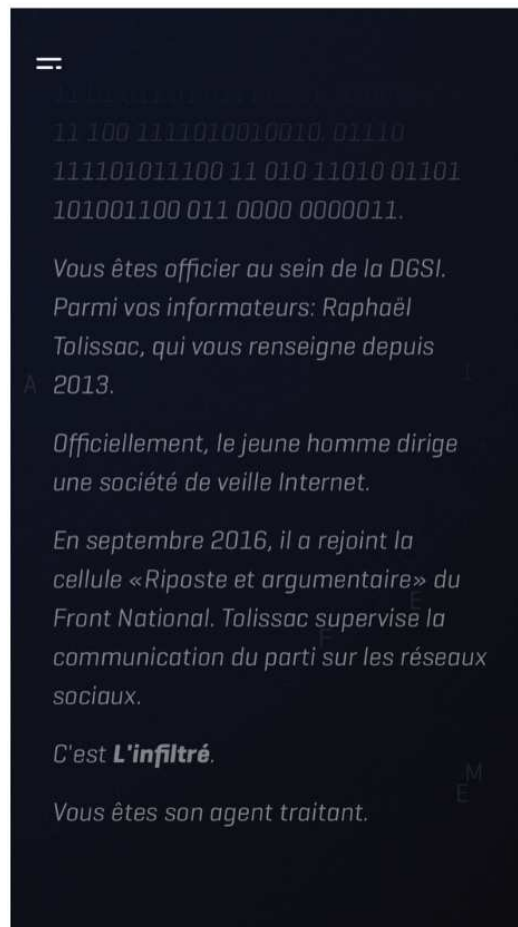 11 100 1111010010010. 01110
111101011100 11 010 11010 01101
101001100 011 0000 0000011.
Vous êtes officier au sein de la DGSI.
Parmi vos informateurs: Raphaël
Tolissac, qui vous renseigne depuis
2013.
A
I
Officiellement, le jeune homme dirige
une société de veille Internet.
En septembre 2016, il a rejoint la
cellule «Riposte et argumentaire» du
Front National. Tolissac supervise la
communication du parti sur les réseaux
sociaux.
E
F
C'est L'infiltré.
M
E
Vous êtes son agent traitant.